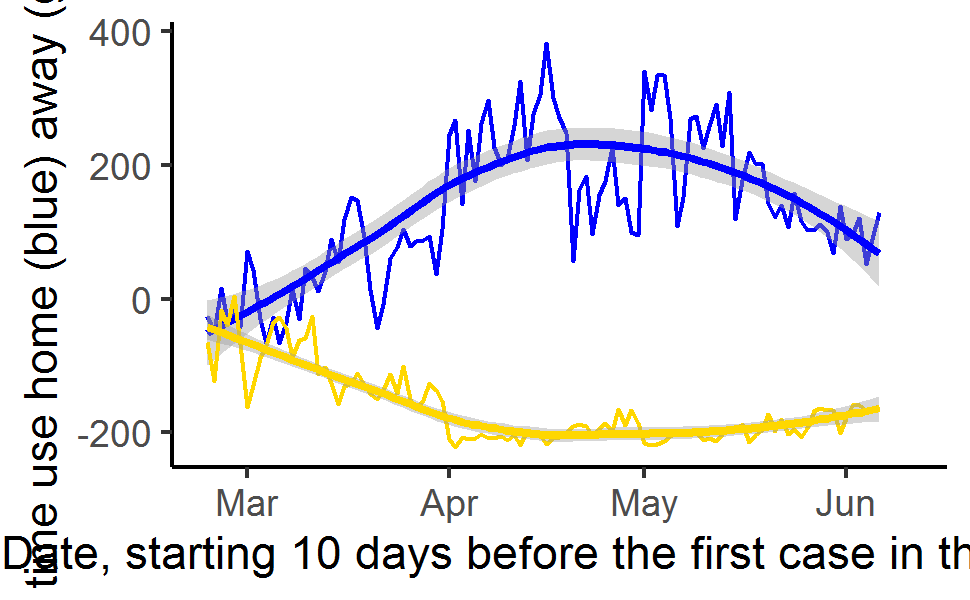 time use home (blue) away (
400
200
0
-200
Mar Apr May Jun
Date, starting 10 days before the first case in th